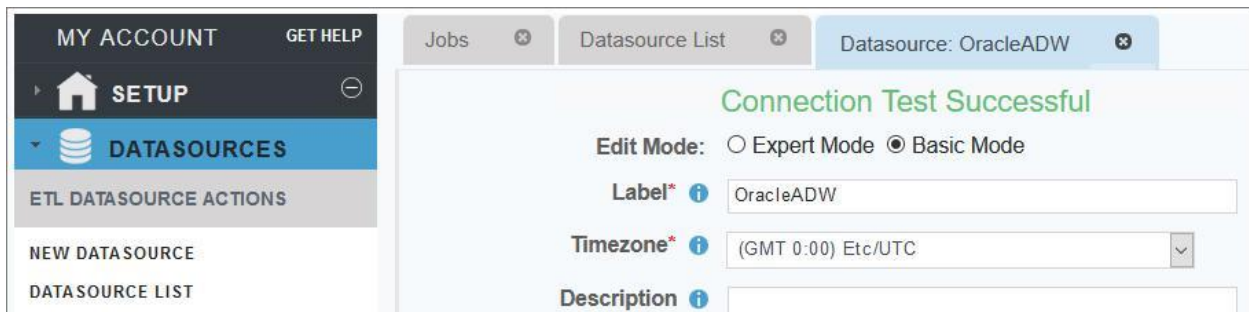 MY ACCOUNT GET HELP
SETUP
DATASOURCES
ETL DATASOURCE ACTIONS
NEW DATASOURCE
DATASOURCE LIST
Jobs Datasource List Datasource: OracleADW
Connection Test Successful
Edit Mode: Expert Mode Basic Mode
Label* OracleADW
Timezone* (GMT 0:00) Etc/UTC
Description